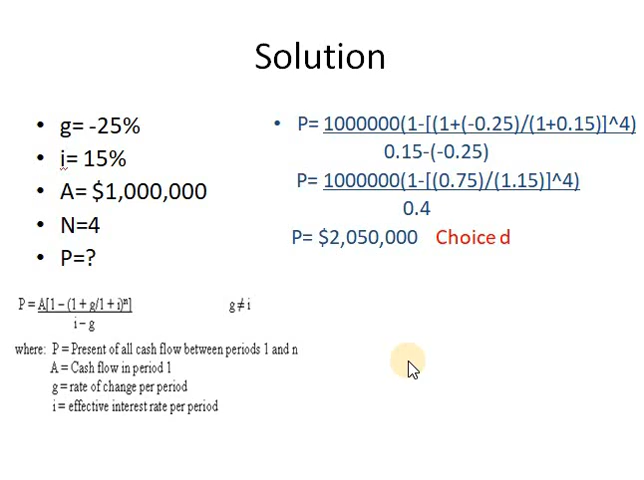 Solution
• g= -25%
• i= 15%
• A= $1,000,000
• N=4
• P=?
• P= 1000000(1-[(1+(-0.25)/(1+0.15)]^4)
0.15-(-0.25)
P= 1000000(1-[(0.75)/(1.15)]^4)
0.4
P= $2,050,000 Choice d
P = A[1 – (1 + g/1 + i)ⁿ] g ≠ i
i – g
where: P = Present of all cash flow between periods 1 and n
A = Cash flow in period 1
g = rate of change per period
i = effective interest rate per period